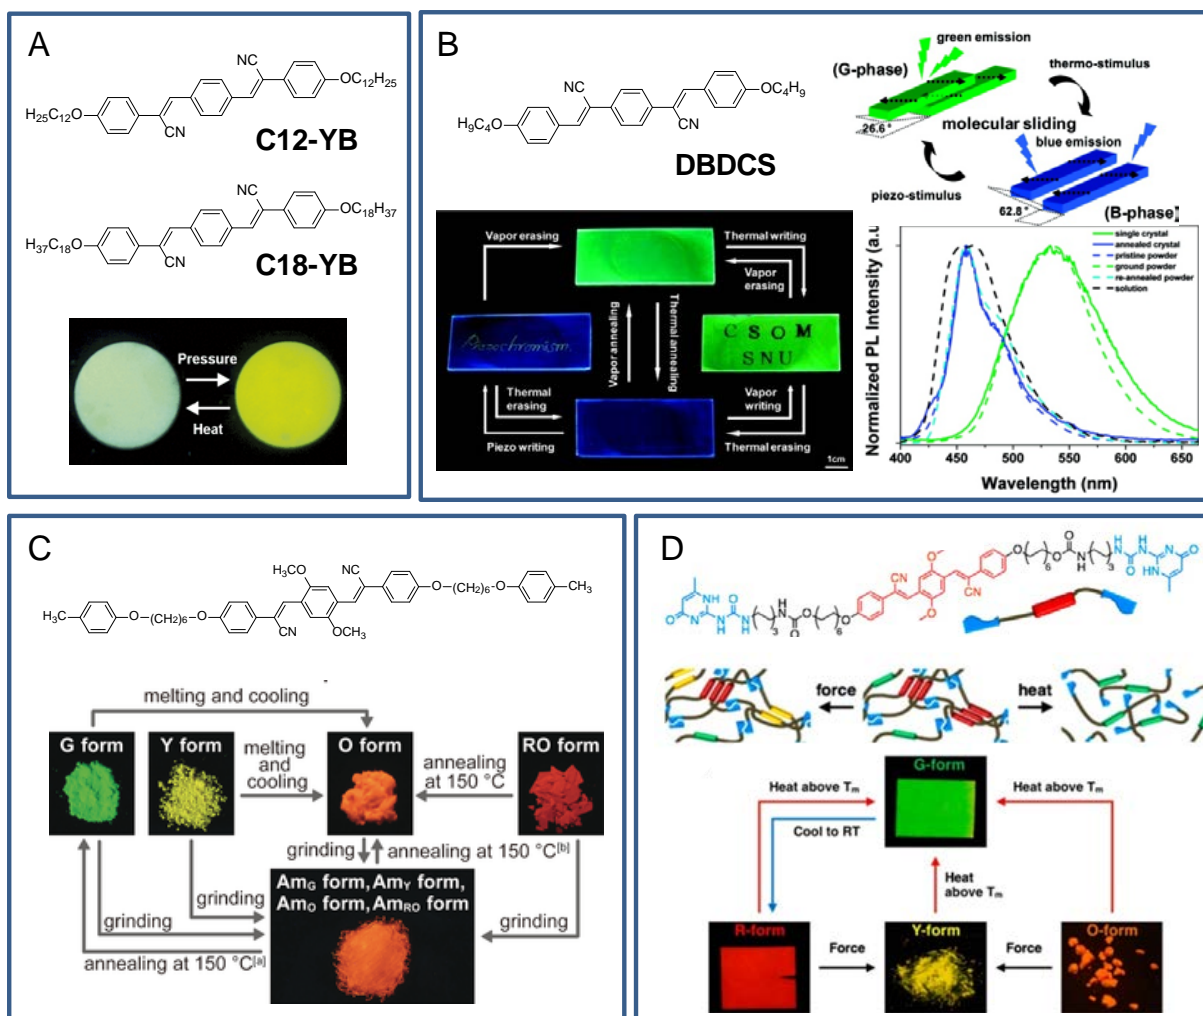 A
NC
OC12H25
H25C12O
CN
C12-YB
NC
OC18H37
H37C18O
CN
C18-YB
Pressure
Heat
B
NC
OC4H9
H9C4O
CN
DBDCS
green emission
(G-phase)
thermo-stimulus
26.6°
molecular sliding
blue emission
piezo-stimulus
62.8°
(B-phase)
Vapor erasing
Thermal writing
Vapor
erasing
Piezochromism
Vapor annealing
Thermal annealing
C S O M
SNU
Thermal
erasing
Vapor
writing
Piezo writing
Thermal erasing
1cm
Normalized PL Intensity (a.u
single crystal
annealed crystal
pristine powder
ground powder
re-annealed powder
solution
400 450 500 550 600 650
Wavelength (nm)
C
H3CO
NC
O—(CH2)6—O
CH3
H3C
O—(CH2)6—O
CN
OCH3
melting and cooling
G form
Y form
melting
and
cooling
O form
annealing
at 150 °C
RO form
grinding
annealing at 150 °C[b]
AmG form, AmY form,
AmO form, AmRO form
grinding
grinding
grinding
annealing at 150 °C[a]
D
force
heat
G-form
Heat above Tm
Heat above Tm
Cool to RT
Heat
above Tm
R-form
Y-form
O-form
Force
Force